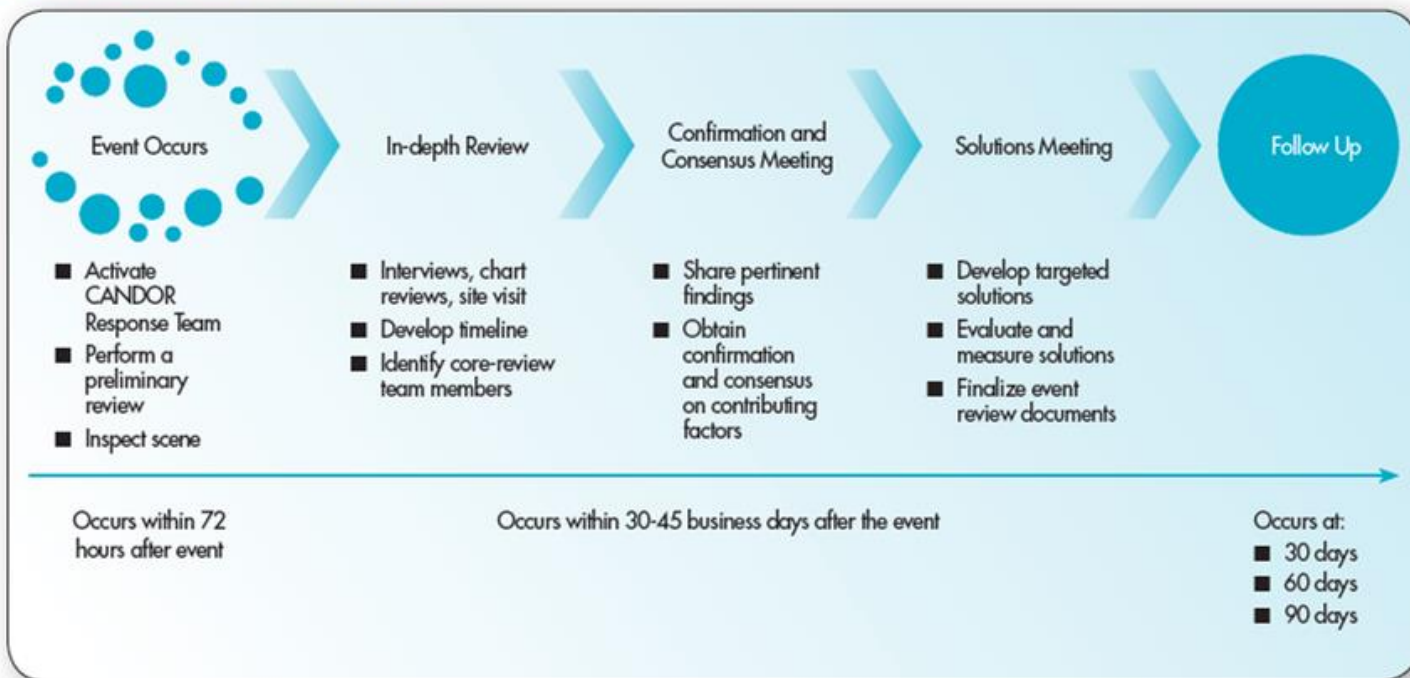 Event Occurs
In-depth Review
Confirmation and
Consensus Meeting
Solutions Meeting
Follow Up
■ Activate
CANDOR
Response Team
■ Perform a
preliminary
review
■ Inspect scene
■ Interviews, chart
reviews, site visit
■ Develop timeline
■ Identify core-review
team members
■ Share pertinent
findings
■ Obtain
confirmation
and consensus
on contributing
factors
■ Develop targeted
solutions
■ Evaluate and
measure solutions
■ Finalize event
review documents
Occurs within 72
hours after event
Occurs within 30-45 business days after the event
Occurs at:
■ 30 days
■ 60 days
■ 90 days